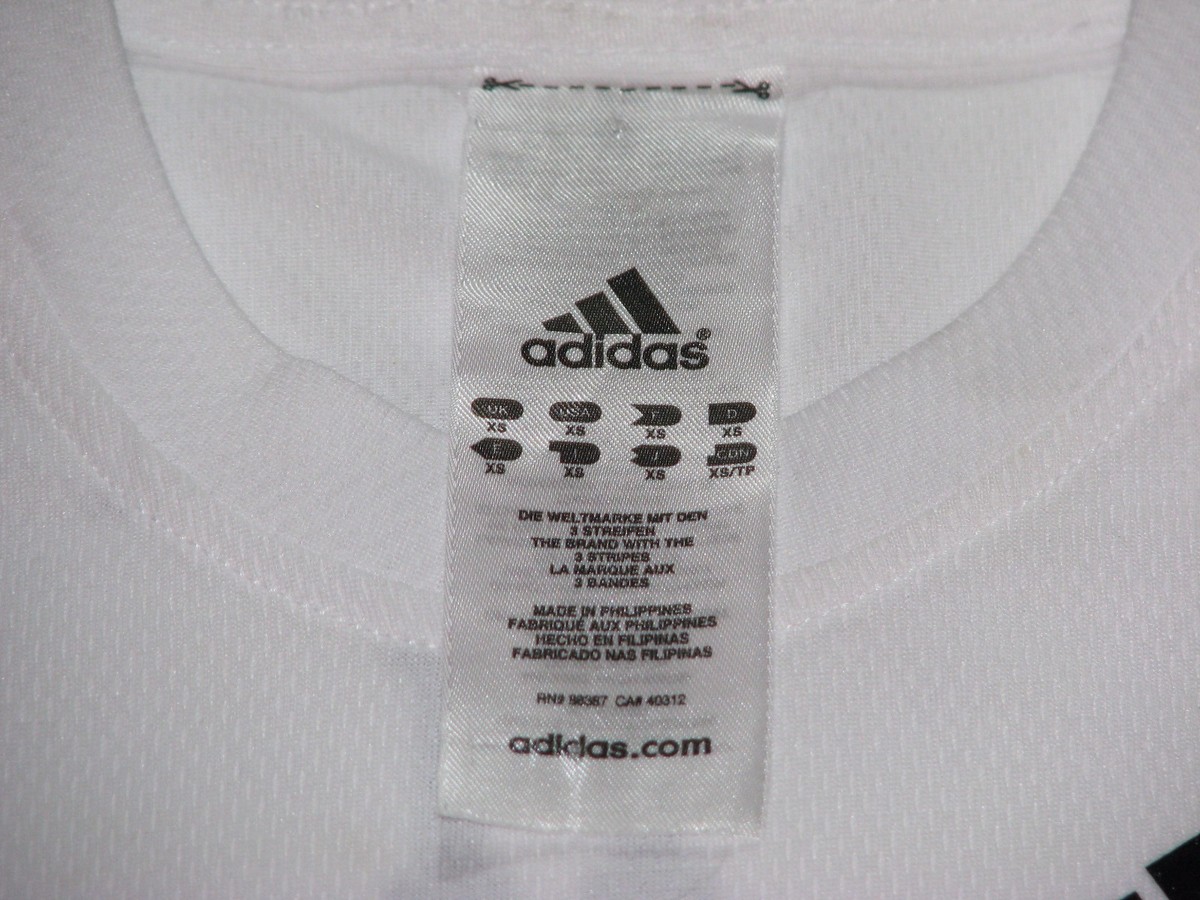 adidas®
UK USA F D
XS XS XS XS
E I J CDN
XS XS XS XS/TP
DIE WELTMARKE MIT DEN
3 STREIFEN
THE BRAND WITH THE
3 STRIPES
LA MARQUE AUX
3 BANDES
MADE IN PHILIPPINES
FABRIQUÉ AUX PHILIPPINES
HECHO EN FILIPINAS
FABRICADO NAS FILIPINAS
RN# 88387 CA# 40312
adidas.com